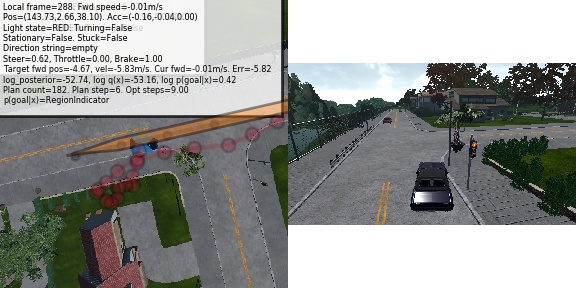 Local frame=288. Fwd speed=-0.01m/s
Pos=(143.73,2.66,38.10). Acc=(-0.16,-0.04,0.00)
Light state=RED. Turning=False
Stationary=False. Stuck=False
Direction string=empty
Steer=0.62, Throttle=0.00, Brake=1.00
Target fwd pos=-4.67, vel=-5.83m/s. Cur fwd=-0.01m/s. Err=-5.82
log_posterior=-52.74, log q(x)=-53.16, log p(goal|x)=0.42
Plan count=182. Plan step=6. Opt steps=9.00
p(goal|x)=RegionIndicator